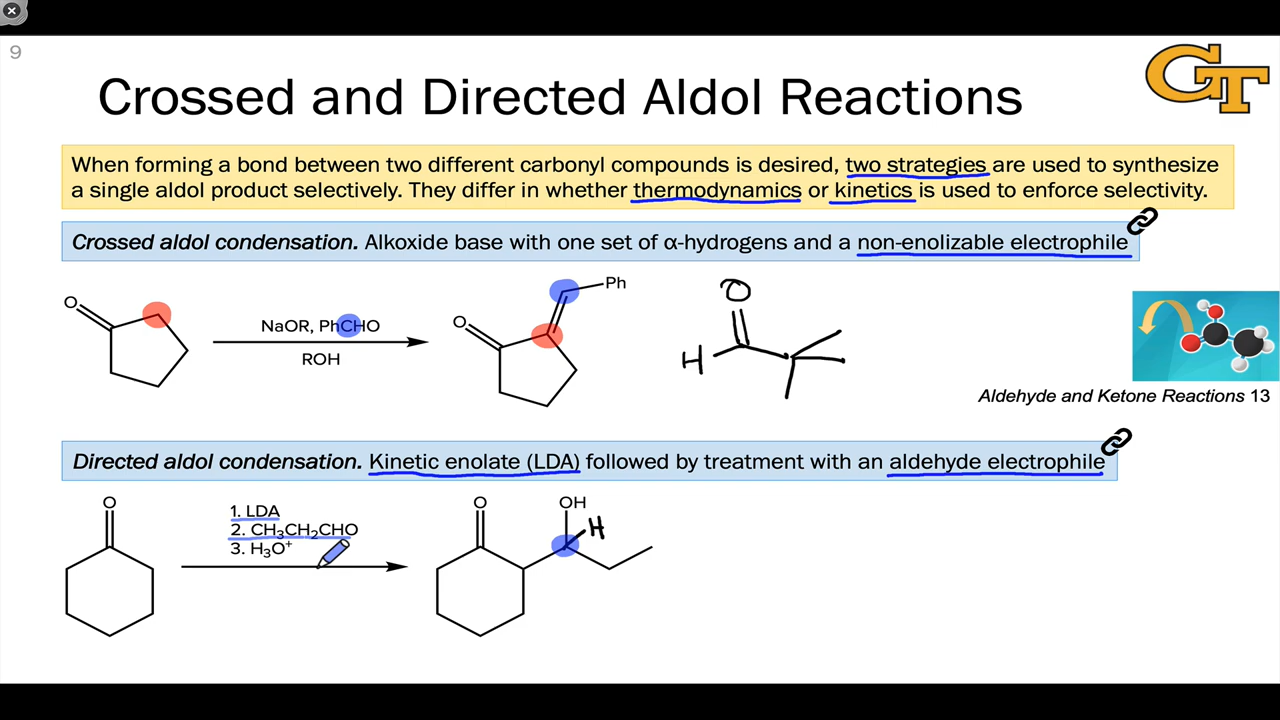 9
GT
Crossed and Directed Aldol Reactions
When forming a bond between two different carbonyl compounds is desired, two strategies are used to synthesize
a single aldol product selectively. They differ in whether thermodynamics or kinetics is used to enforce selectivity.
Crossed aldol condensation. Alkoxide base with one set of α-hydrogens and a non-enolizable electrophile
O
NaOR, PhCHO
ROH
O
Ph
O
H
Aldehyde and Ketone Reactions 13
Directed aldol condensation. Kinetic enolate (LDA) followed by treatment with an aldehyde electrophile
O
1. LDA
2. CH₃CH₂CHO
3. H₃O⁺
O
OH
H